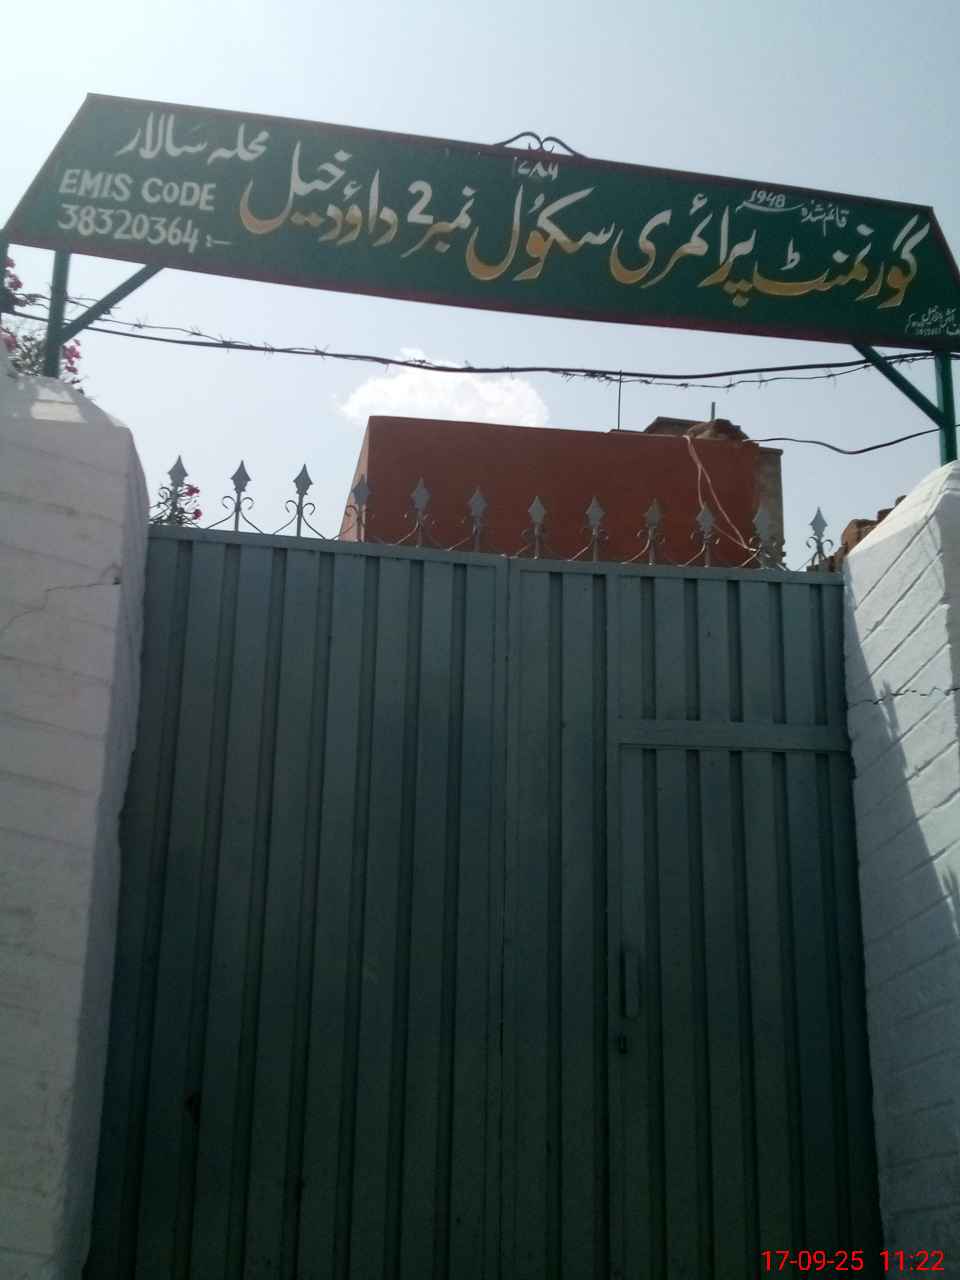 ۷۸۶
قائم شدہ 1948
گورنمنٹ پرائمری سکول نمبر 2 داؤدخیل
محلہ سالار
EMIS CODE
38320364:-
17-09-25 11:22